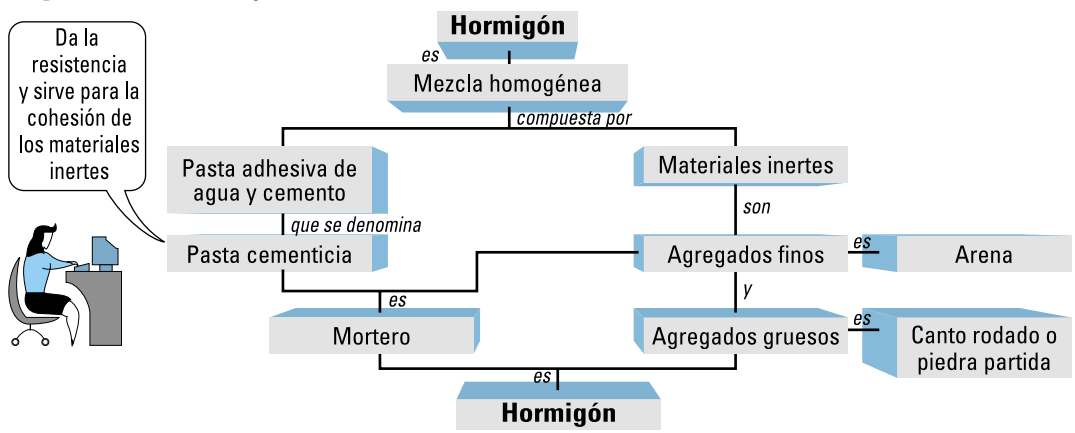 Hormigón
es
Mezcla homogénea
compuesta por
Da la
resistencia
y sirve para la
cohesión de
los materiales
inertes
Pasta adhesiva de
agua y cemento
Materiales inertes
que se denomina
son
Pasta cementicia
Agregados finos
es
Arena
es
y
Mortero
Agregados gruesos
es
Canto rodado o
piedra partida
es
Hormigón